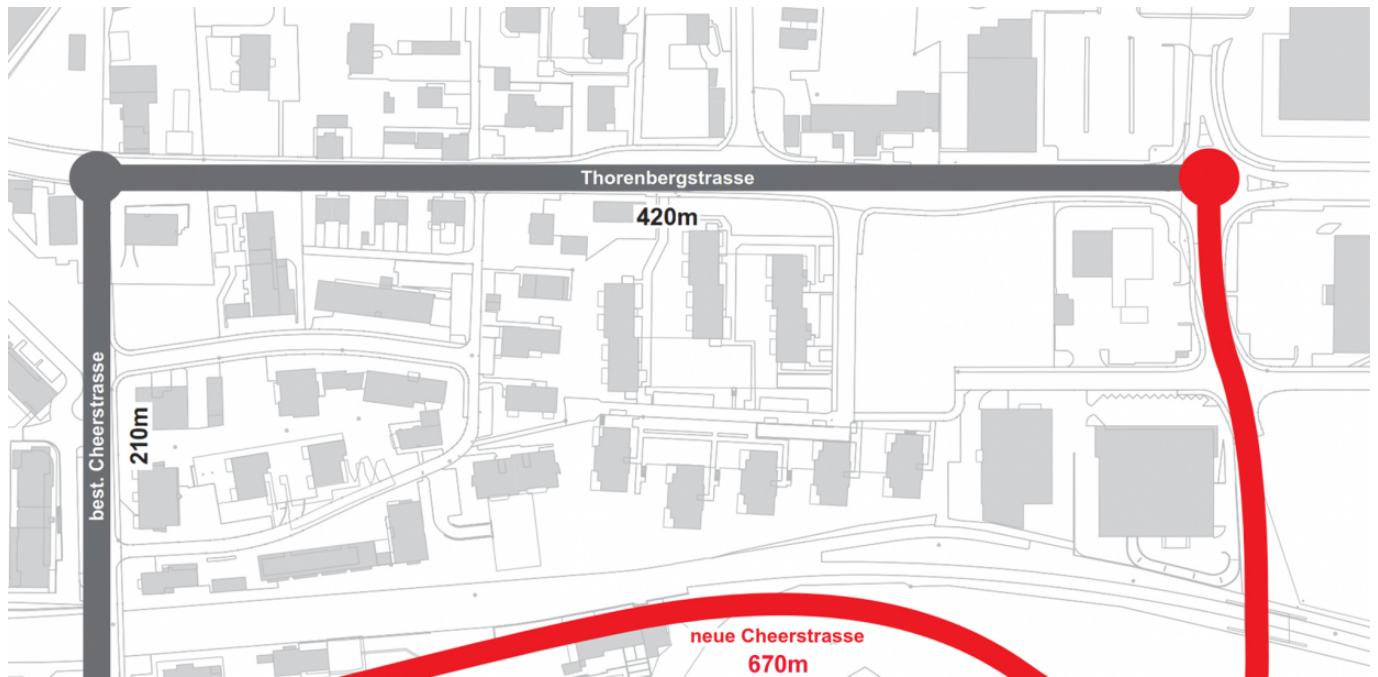 Thorenbergstrasse
420m
best. Cheerstrasse
210m
neue Cheerstrasse
670m